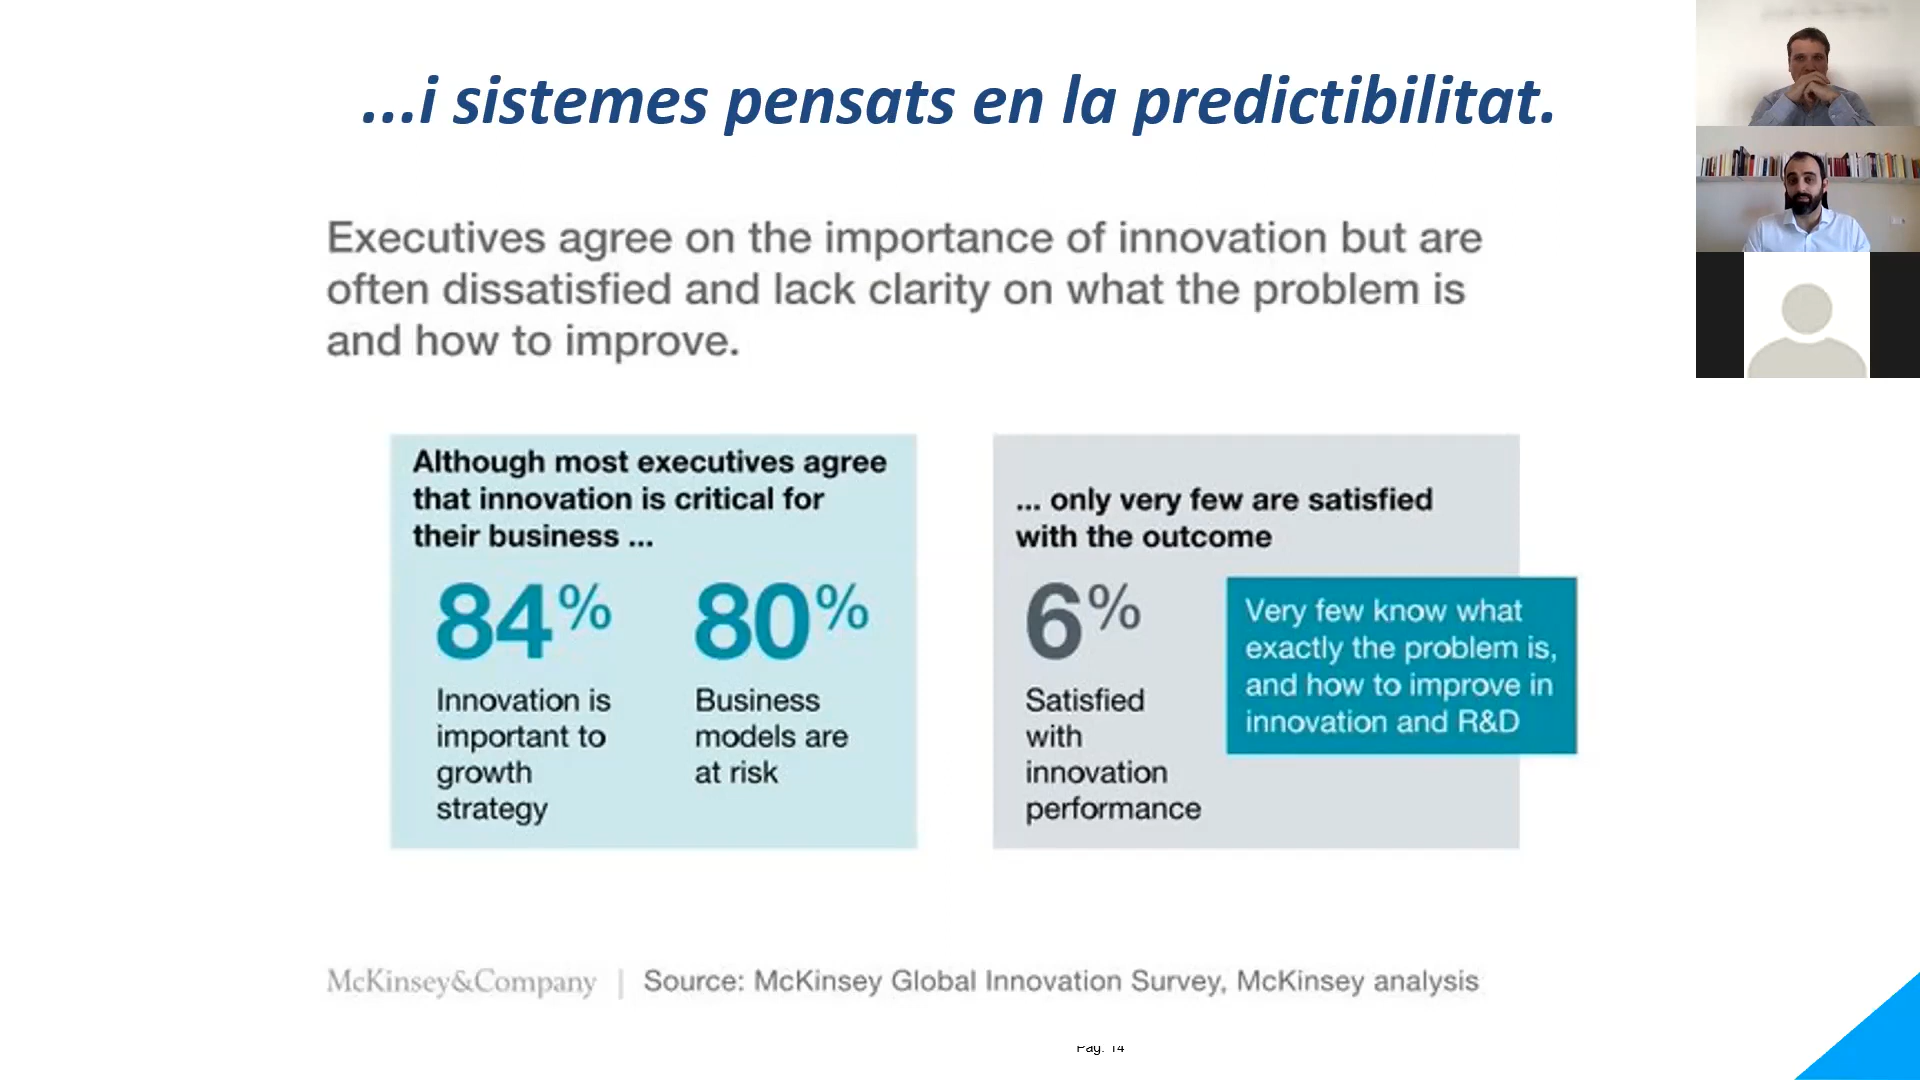 ...i sistemes pensats en la predictibilitat.
Executives agree on the importance of innovation but are
often dissatisfied and lack clarity on what the problem is
and how to improve.
Although most executives agree
that innovation is critical for
their business ...
84%
Innovation is
important to
growth
strategy
80%
Business
models are
at risk
... only very few are satisfied
with the outcome
6%
Satisfied
with
innovation
performance
Very few know what
exactly the problem is,
and how to improve in
innovation and R&D
McKinsey&Company | Source: McKinsey Global Innovation Survey, McKinsey analysis
Pàg. 14